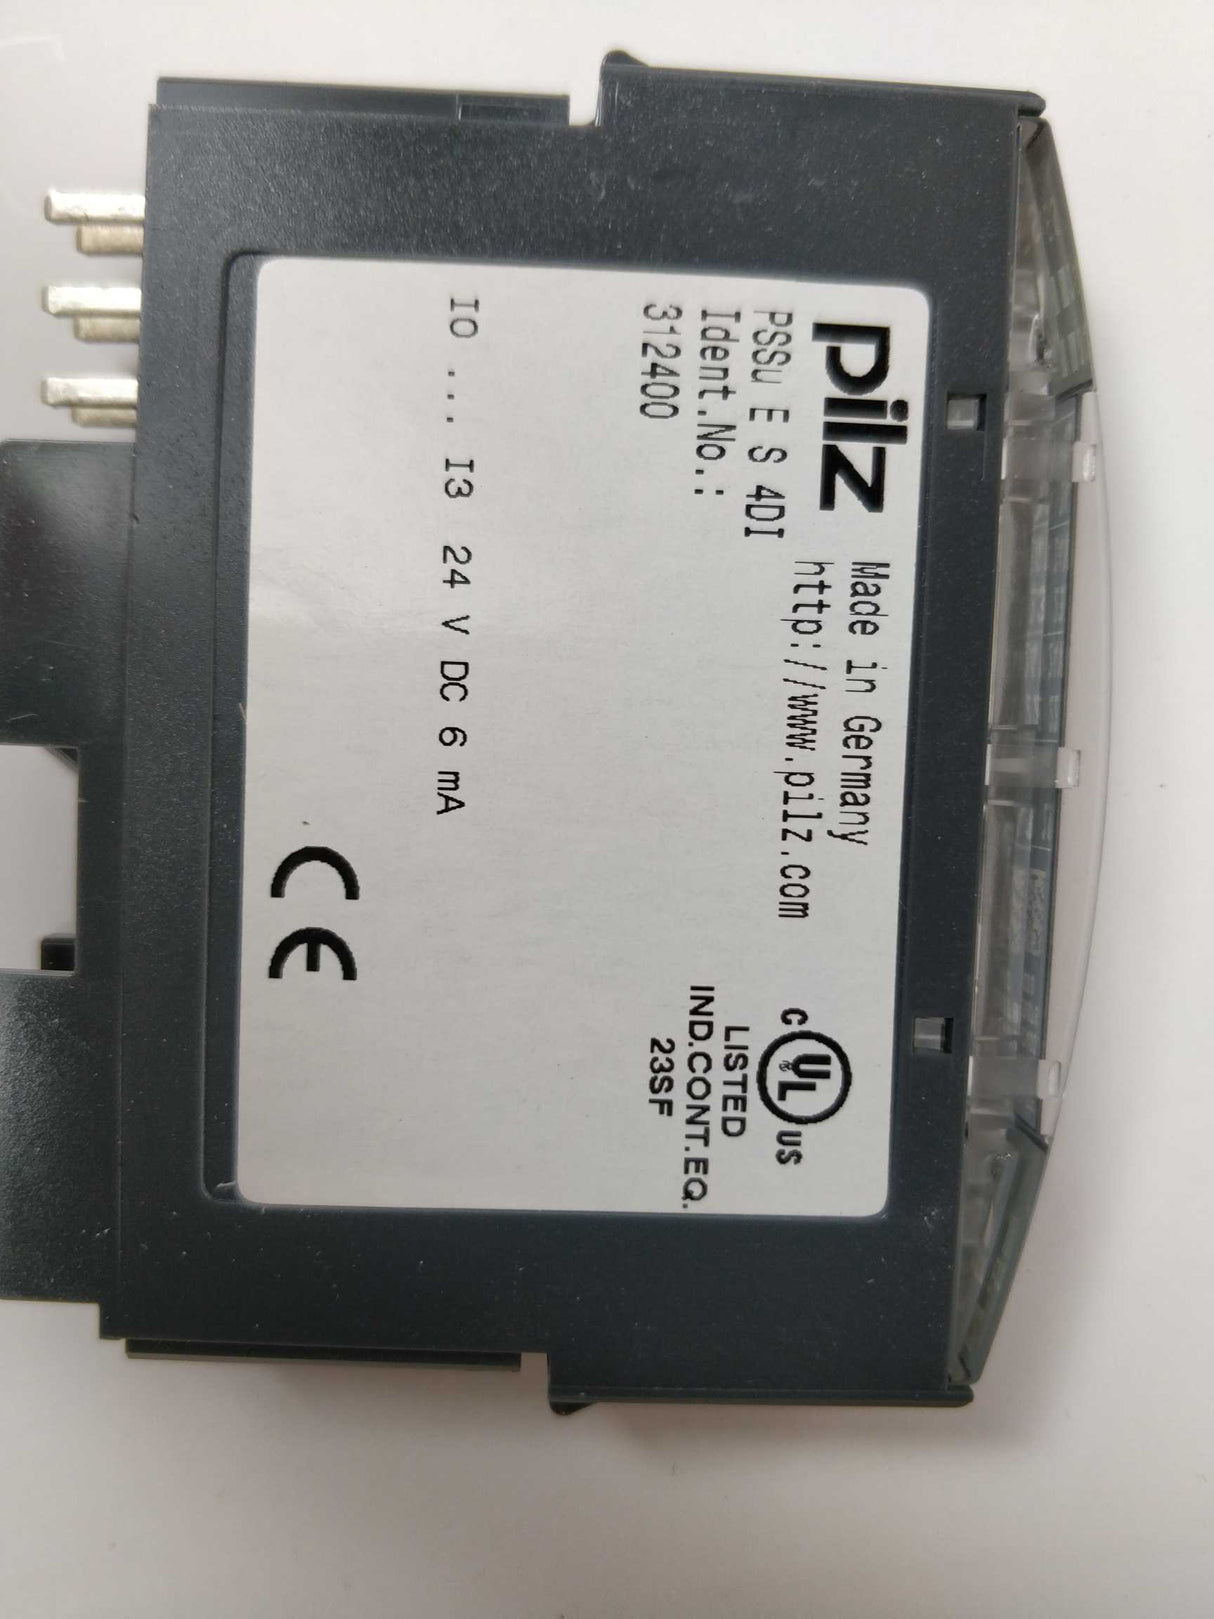 pilz
Made in Germany
http://www.pilz.com
PSSu E S 4DI
Ident.No.:
312400
C UL US
®
LISTED
IND.CONT.EQ.
23SF
I0 ... I3 24 V DC 6 mA
CE